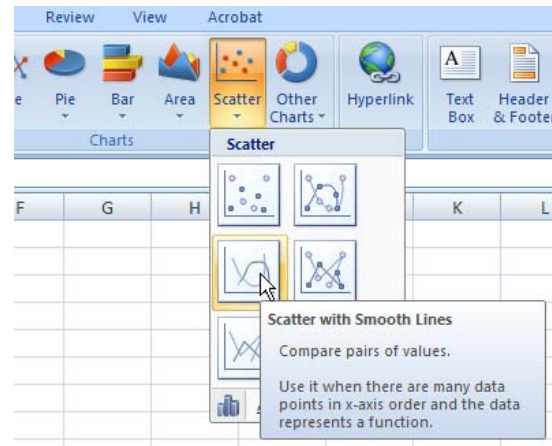 Review View Acrobat
e Pie Bar Area Scatter Other Charts Hyperlink Text Box Header & Foote
Charts
Scatter
F G H K L
Scatter with Smooth Lines
Compare pairs of values.
Use it when there are many data
points in x-axis order and the data
represents a function.